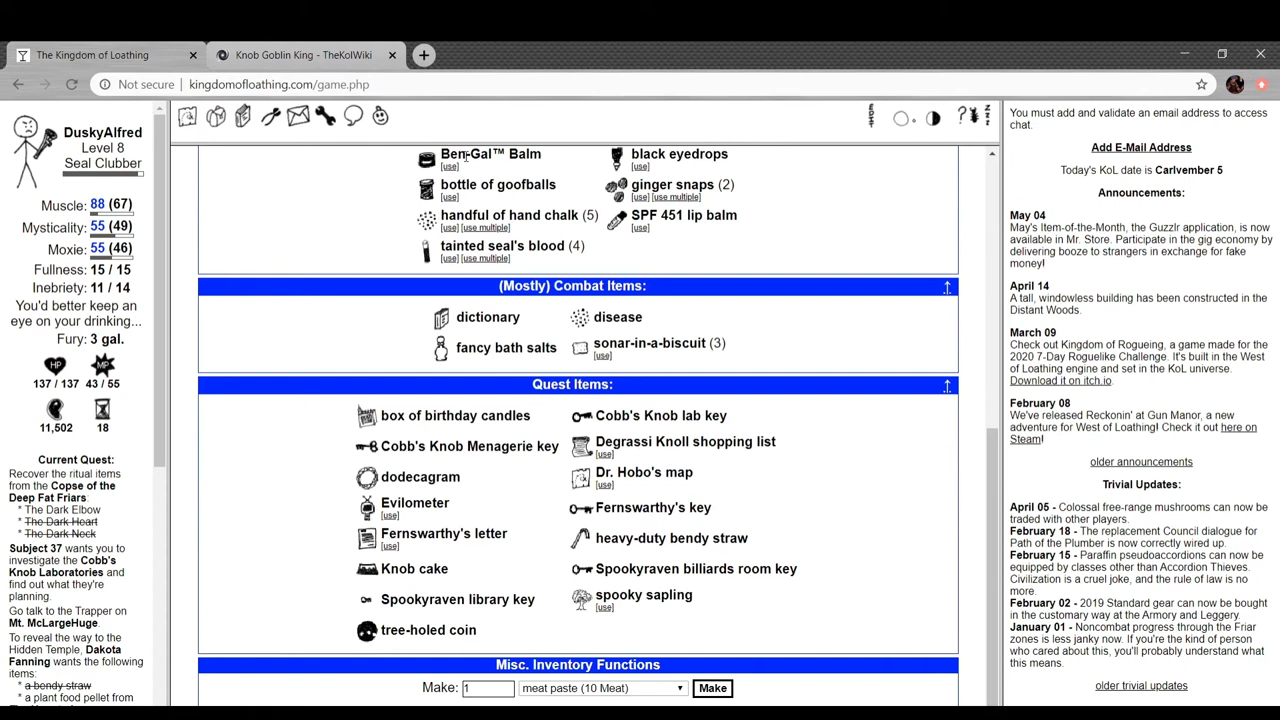 The Kingdom of Loathing
Knob Goblin King - TheKolWiki
Not secure
kingdomofloathing.com/game.php
DuskyAlfred
Level 8
Seal Clubber
Muscle: 88 (67)
Mysticality: 55 (49)
Moxie: 55 (46)
Fullness: 15 / 15
Inebriety: 11 / 14
You'd better keep an
eye on your drinking...
Fury: 3 gal.
HP
MP
137 / 137
43 / 55
11,502
18
Current Quest:
Recover the ritual items
from the Copse of the
Deep Fat Friars:
* The Dark Elbow
* The Dark Heart
* The Dark Neck
Subject 37 wants you to
investigate the Cobb's
Knob Laboratories and
find out what they're
planning.
Go talk to the Trapper on
Mt. McLargeHuge.
To reveal the way to the
Hidden Temple, Dakota
Fanning wants the following
items:
* a bendy straw
* a plant food pellet from
Ben-Gal™ Balm
[use]
black eyedrops
[use]
bottle of goofballs
[use]
ginger snaps (2)
[use] [use multiple]
handful of hand chalk (5)
[use] [use multiple]
SPF 451 lip balm
[use]
tainted seal's blood (4)
[use] [use multiple]
(Mostly) Combat Items:
dictionary
disease
fancy bath salts
sonar-in-a-biscuit (3)
[use]
Quest Items:
box of birthday candles
Cobb's Knob lab key
Cobb's Knob Menagerie key
Degrassi Knoll shopping list
[use]
dodecagram
Dr. Hobo's map
[use]
Evilometer
[use]
Fernswarthy's key
Fernswarthy's letter
[use]
heavy-duty bendy straw
Knob cake
Spookyraven billiards room key
Spookyraven library key
spooky sapling
[use]
tree-holed coin
Misc. Inventory Functions
Make: 1 meat paste (10 Meat) Make
You must add and validate an email address to access
chat.
Add E-Mail Address
Today's KoL date is Carlvember 5
Announcements:
May 04
May's Item-of-the-Month, the Guzzlr application, is now
available in Mr. Store. Participate in the gig economy by
delivering booze to strangers in exchange for fake
money!
April 14
A tall, windowless building has been constructed in the
Distant Woods.
March 09
Check out Kingdom of Rogueing, a game made for the
2020 7-Day Roguelike Challenge. It's built in the West
of Loathing engine and set in the KoL universe.
Download it on itch.io.
February 08
We've released Reckonin' at Gun Manor, a new
adventure for West of Loathing! Check it out here on
Steam!
older announcements
Trivial Updates:
April 05 - Colossal free-range mushrooms can now be
traded with other players.
February 18 - The replacement Council dialogue for
Path of the Plumber is now correctly wired up.
February 15 - Paraffin pseudoaccordions can now be
equipped by classes other than Accordion Thieves.
Civilization is a cruel joke, and the rule of law is no
more.
February 02 - 2019 Standard gear can now be bought
in the customary way at the Armory and Leggery.
January 01 - Noncombat progress through the Friar
zones is less janky now. If you're the kind of person
who cared about this, you'll probably understand what
this means.
older trivial updates